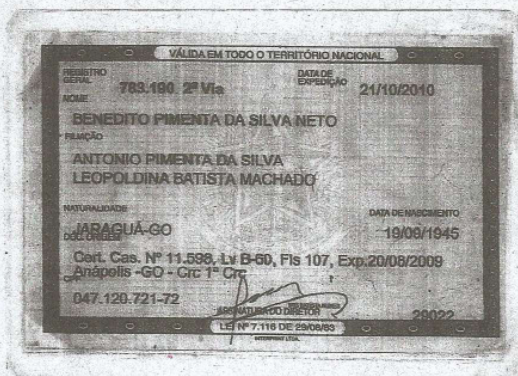 VÁLIDA EM TODO O TERRITÓRIO NACIONAL
REGISTRO GERAL 783.190 2ª Via DATA DE EXPEDIÇÃO 21/10/2010
NOME
BENEDITO PIMENTA DA SILVA NETO
FILIAÇÃO
ANTONIO PIMENTA DA SILVA
LEOPOLDINA BATISTA MACHADO
NATURALIDADE DATA DE NASCIMENTO
JARAGUÁ-GO 19/09/1945
DOC. ORIGEM
Cert. Cas. Nº 11.598, Lv B-60, Fls 107, Exp.20/08/2009
Anápolis -GO - Crc 1ª Crc
CPF
047.120.721-72
ASSINATURA DO DIRETOR 29022
LEI Nº 7.116 DE 29/08/83
INTERPRINT LTDA.